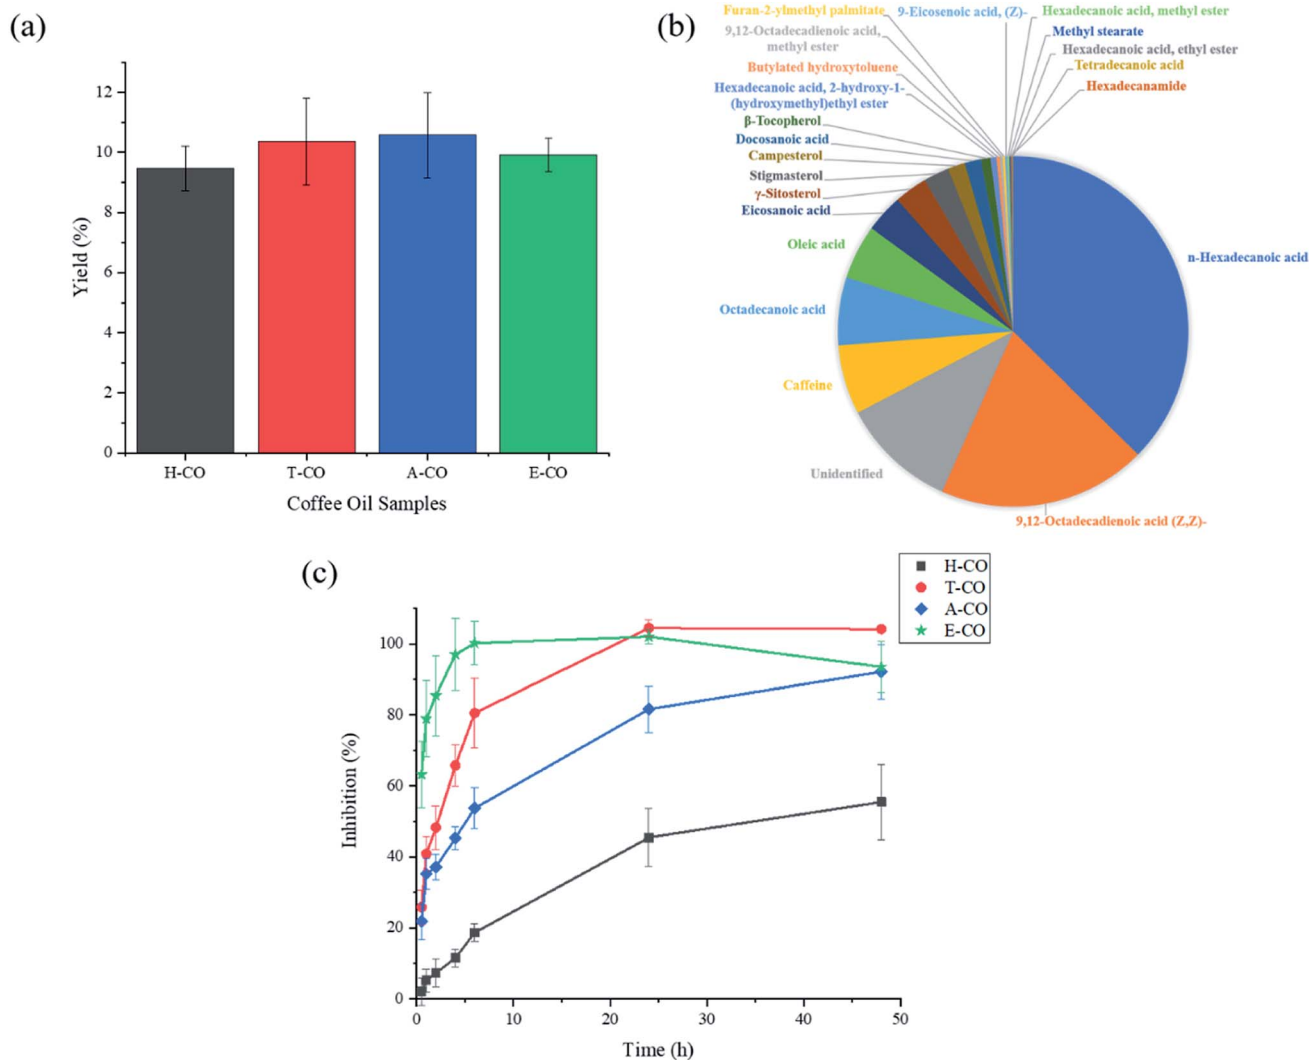 (a)
Yield (%)
12
10
8
6
4
2
0
H-CO
T-CO
A-CO
E-CO
Coffee Oil Samples
(b)
Furan-2-ylmethyl palmitate
9-Eicosenoic acid, (Z)-
Hexadecanoic acid, methyl ester
9,12-Octadecadienoic acid,
methyl ester
Methyl stearate
Hexadecanoic acid, ethyl ester
Tetradecanoic acid
Butylated hydroxytoluene
Hexadecanamide
Hexadecanoic acid, 2-hydroxy-1-
(hydroxymethyl)ethyl ester
β-Tocopherol
Docosanoic acid
Campesterol
Stigmasterol
γ-Sitosterol
Eicosanoic acid
Oleic acid
n-Hexadecanoic acid
Octadecanoic acid
Caffeine
Unidentified
9,12-Octadecadienoic acid (Z,Z)-
(c)
H-CO
T-CO
A-CO
E-CO
Inhibition (%)
100
80
60
40
20
0
0
10
20
30
40
50
Time (h)